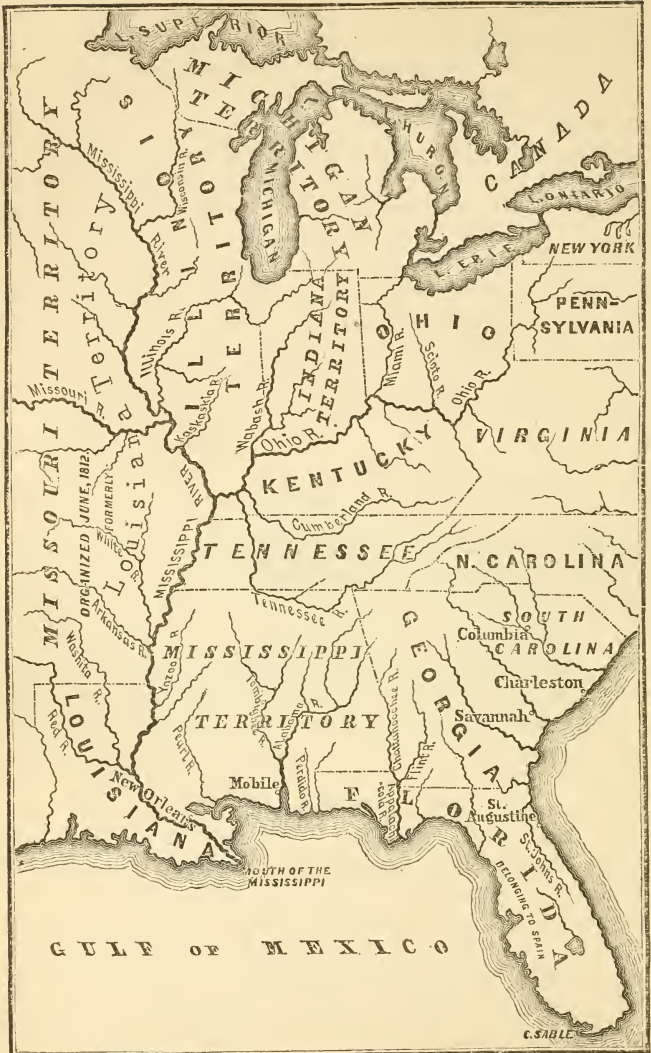 L. SUPERIOR
MICHIGAN
TERRITORY
CANADA
HURON
MICHIGAN
L. ONTARIO
L. ERIE
NEW YORK
PENN-
SYLVANIA
MISSOURI TERRITORY
ORGANIZED JUNE, 1812.
FORMERLY
Louisiana Territory
Mississippi
River
Wisconsin R.
ILLINOIS
TERRITORY
Illinois R.
Kaskaskia R.
Missouri R.
INDIANA
TERRITORY
Wabash R.
OHIO
Miami R.
Scioto R.
Ohio R.
Ohio R.
VIRGINIA
KENTUCKY
Cumberland R.
MISSISSIPPI RIVER
TENNESSEE
Tennessee R.
N. CAROLINA
SOUTH
CAROLINA
Columbia
Charleston
White R.
Arkansas R.
Washita R.
Red R.
Yazoo R.
MISSISSIPPI
TERRITORY
Pearl R.
Alabama R.
Perdido R.
Chattahoochee R.
Flint R.
GEORGIA
Savannah
LOUISIANA
New Orleans
Mobile
FLORIDA
BELONGING TO SPAIN
St.
Augustine
St. Johns R.
MOUTH OF THE
MISSISSIPPI
GULF OF MEXICO
C. SABLE